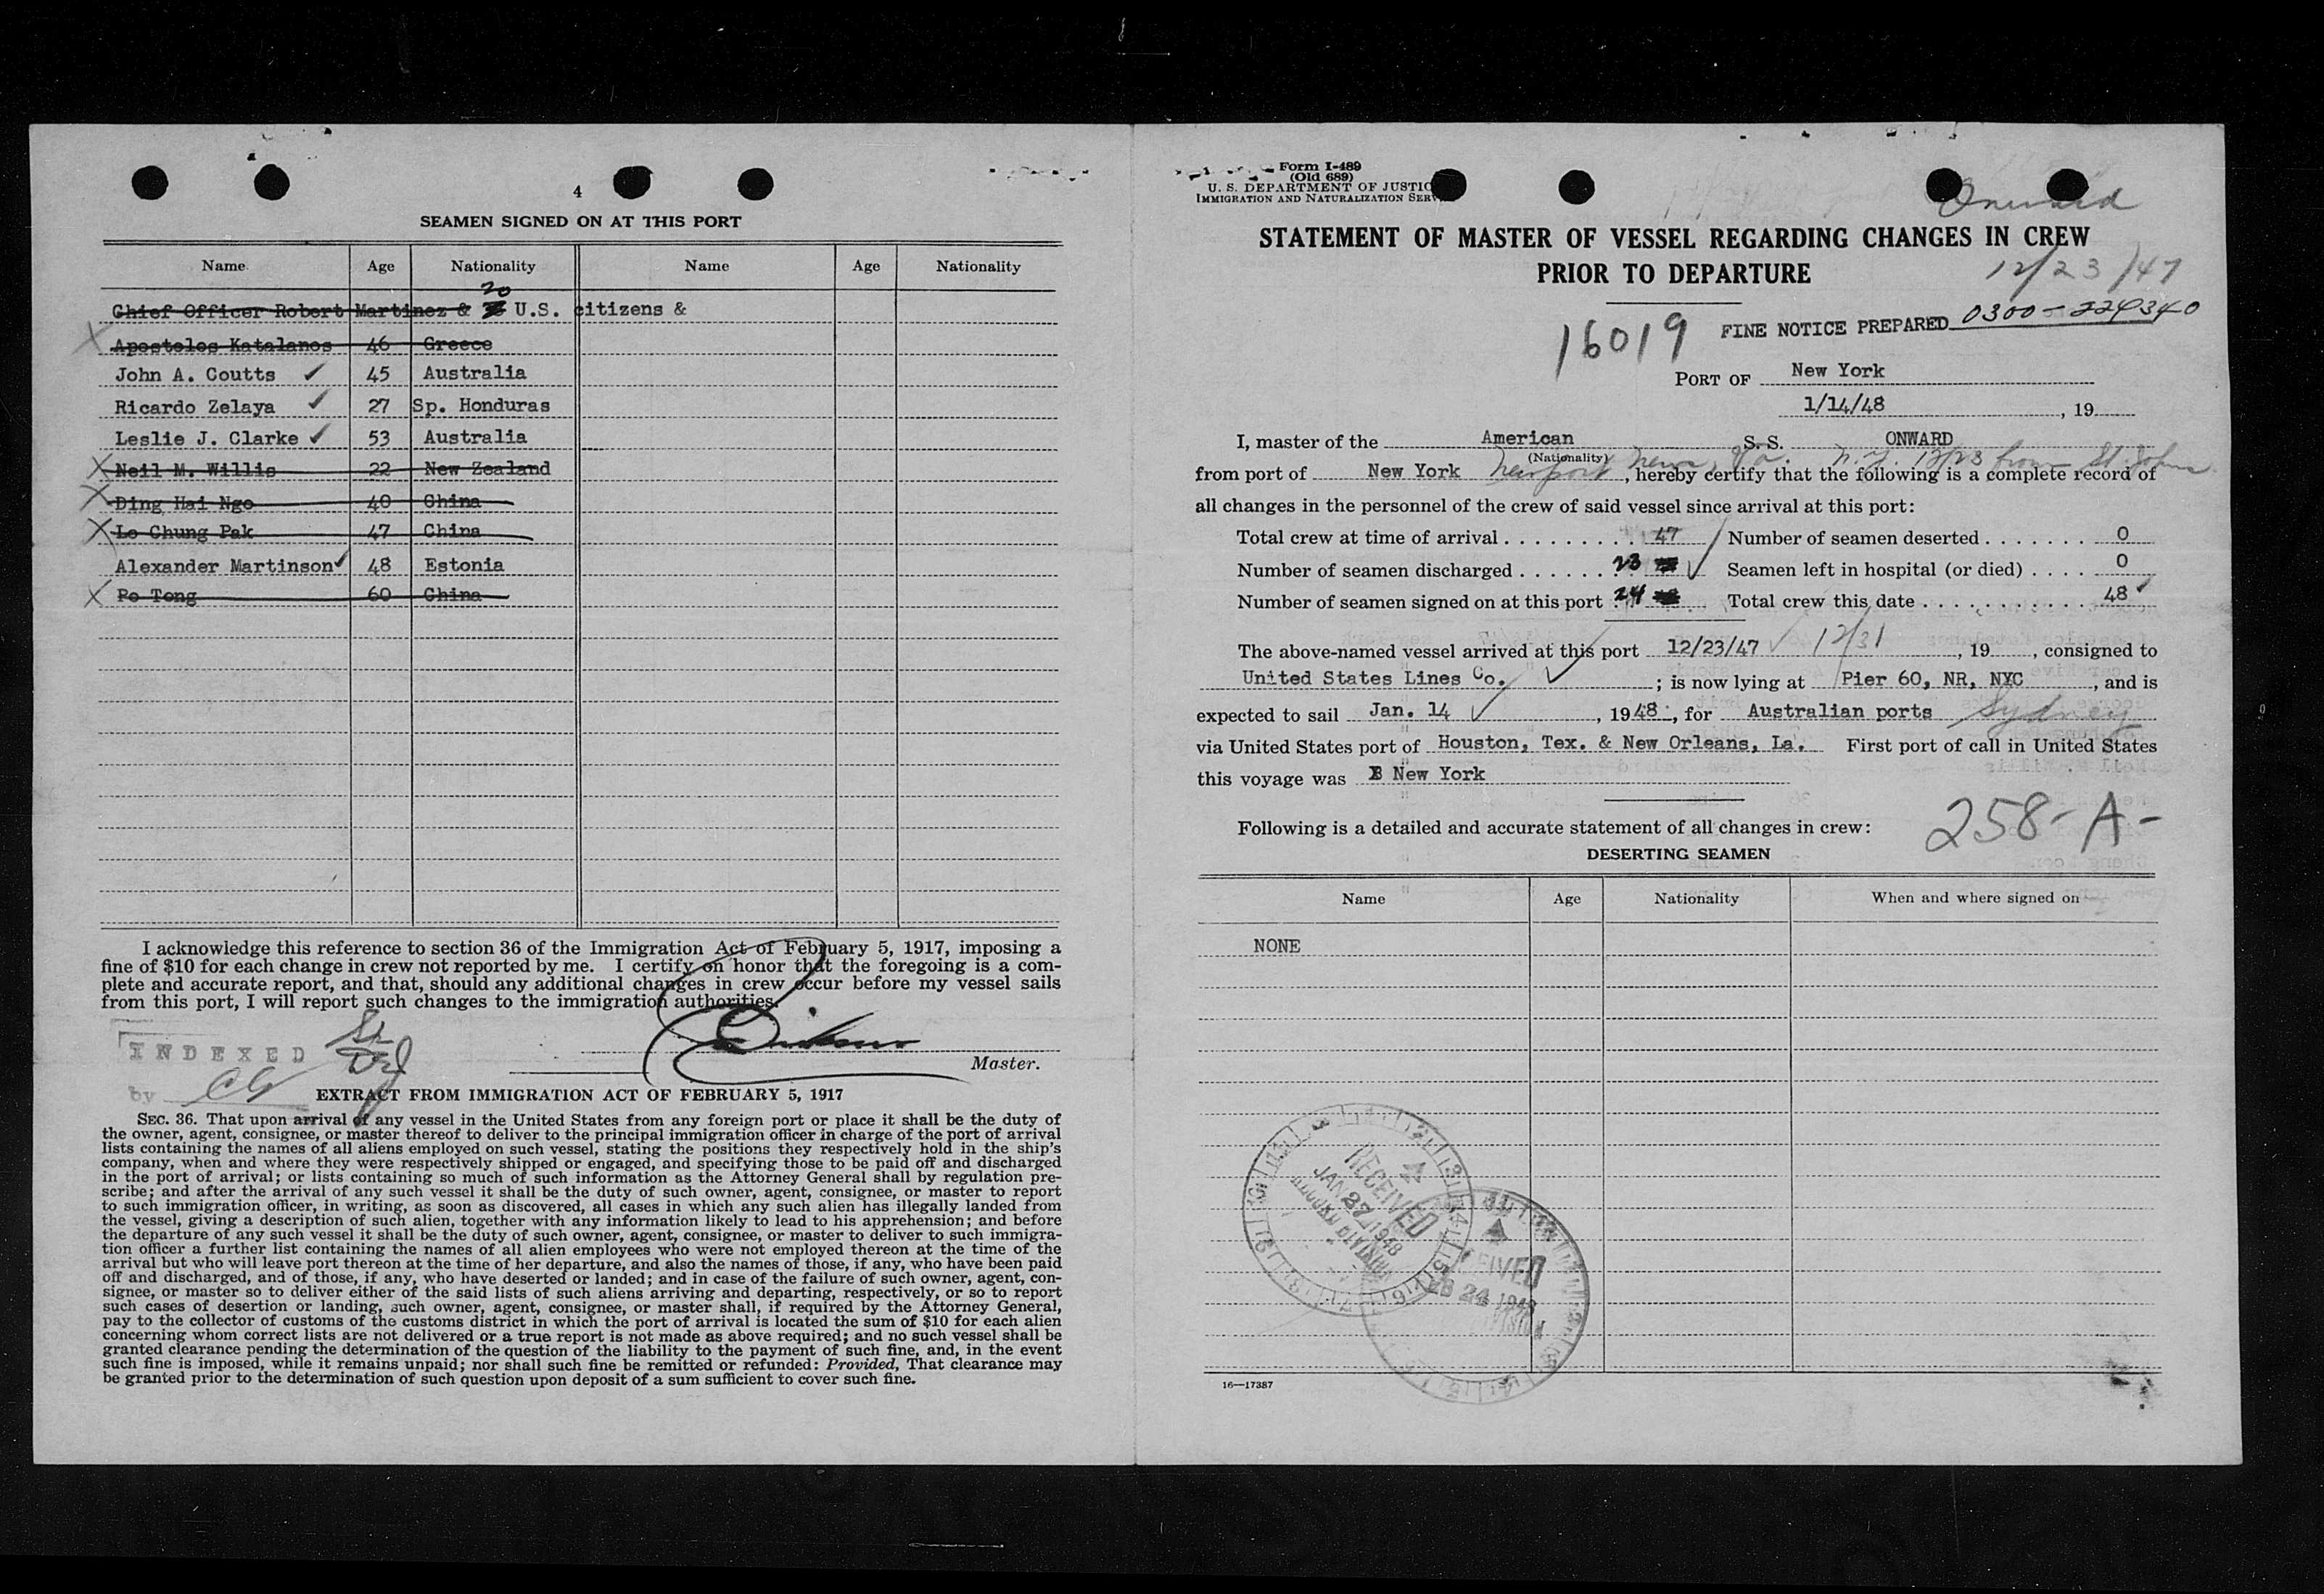 4
SEAMEN SIGNED ON AT THIS PORT
Name Age Nationality Name Age Nationality
20
Chief Officer Robert Martinez & U.S. citizens &
X Apostolos Katalanos 46 Greece
John A. Coutts ✓ 45 Australia
Ricardo Zelaya ✓ 27 Sp. Honduras
Leslie J. Clarke ✓ 53 Australia
X Neil M. Willis 22 New Zealand
X Ding Hai Ngo 40 China
X Lo Chung Pak 47 China
Alexander Martinson ✓ 48 Estonia
X Po Tong 60 China
I acknowledge this reference to section 36 of the Immigration Act of February 5, 1917, imposing a
fine of $10 for each change in crew not reported by me. I certify on honor that the foregoing is a com-
plete and accurate report, and that, should any additional changes in crew occur before my vessel sails
from this port, I will report such changes to the immigration authorities.
INDEXED
Master.
by
EXTRACT FROM IMMIGRATION ACT OF FEBRUARY 5, 1917
SEC. 36. That upon arrival of any vessel in the United States from any foreign port or place it shall be the duty of
the owner, agent, consignee, or master thereof to deliver to the principal immigration officer in charge of the port of arrival
lists containing the names of all aliens employed on such vessel, stating the positions they respectively hold in the ship's
company, when and where they were respectively shipped or engaged, and specifying those to be paid off and discharged
in the port of arrival; or lists containing so much of such information as the Attorney General shall by regulation pre-
scribe; and after the arrival of any such vessel it shall be the duty of such owner, agent, consignee, or master to report
to such immigration officer, in writing, as soon as discovered, all cases in which any such alien has illegally landed from
the vessel, giving a description of such alien, together with any information likely to lead to his apprehension; and before
the departure of any such vessel it shall be the duty of such owner, agent, consignee, or master to deliver to such immigra-
tion officer a further list containing the names of all alien employees who were not employed thereon at the time of the
arrival but who will leave port thereon at the time of her departure, and also the names of those, if any, who have been paid
off and discharged, and of those, if any, who have deserted or landed; and in case of the failure of such owner, agent, con-
signee, or master so to deliver either of the said lists of such aliens arriving and departing, respectively, or so to report
such cases of desertion or landing, such owner, agent, consignee, or master shall, if required by the Attorney General,
pay to the collector of customs of the customs district in which the port of arrival is located the sum of $10 for each alien
concerning whom correct lists are not delivered or a true report is not made as above required; and no such vessel shall be
granted clearance pending the determination of the question of the liability to the payment of such fine, and, in the event
such fine is imposed, while it remains unpaid; nor shall such fine be remitted or refunded: Provided, That clearance may
be granted prior to the determination of such question upon deposit of a sum sufficient to cover such fine.
Form I-489
(Old 689)
U. S. DEPARTMENT OF JUSTIC
IMMIGRATION AND NATURALIZATION SERV
Onward
STATEMENT OF MASTER OF VESSEL REGARDING CHANGES IN CREW
PRIOR TO DEPARTURE
12/23/47
16019 FINE NOTICE PREPARED 0300-224340
PORT OF New York
1/14/48, 19
I, master of the American S. S. ONWARD
(Nationality)
from port of New York Newport News, Va. N.Y. 12/23 from St. Johns, hereby certify that the following is a complete record of
all changes in the personnel of the crew of said vessel since arrival at this port:
Total crew at time of arrival 47 Number of seamen deserted 0
Number of seamen discharged 23 ✓ Seamen left in hospital (or died) 0
Number of seamen signed on at this port 24 Total crew this date 48 ✓
The above-named vessel arrived at this port 12/23/47 12/31, 19, consigned to
United States Lines Co. ; is now lying at Pier 60, NR, NYC, and is
expected to sail Jan. 14, 1948, for Australian ports Sydney
via United States port of Houston, Tex. & New Orleans, La. First port of call in United States
this voyage was New York
Following is a detailed and accurate statement of all changes in crew:
258-A-
DESERTING SEAMEN
Name Age Nationality When and where signed on
NONE
RECEIVED
JAN 27 1948
RECORD DIVISION
CEIVED
24 1948
16—17387